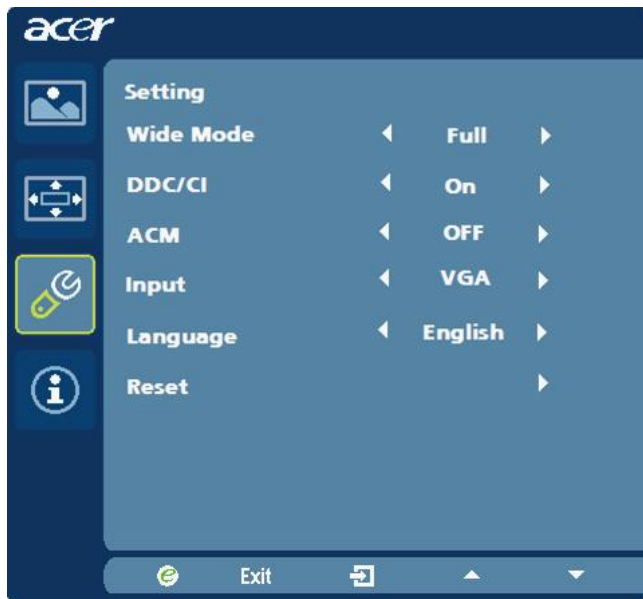 acer
Setting
Wide Mode Full
DDC/CI On
ACM OFF
Input VGA
Language English
Reset
e Exit